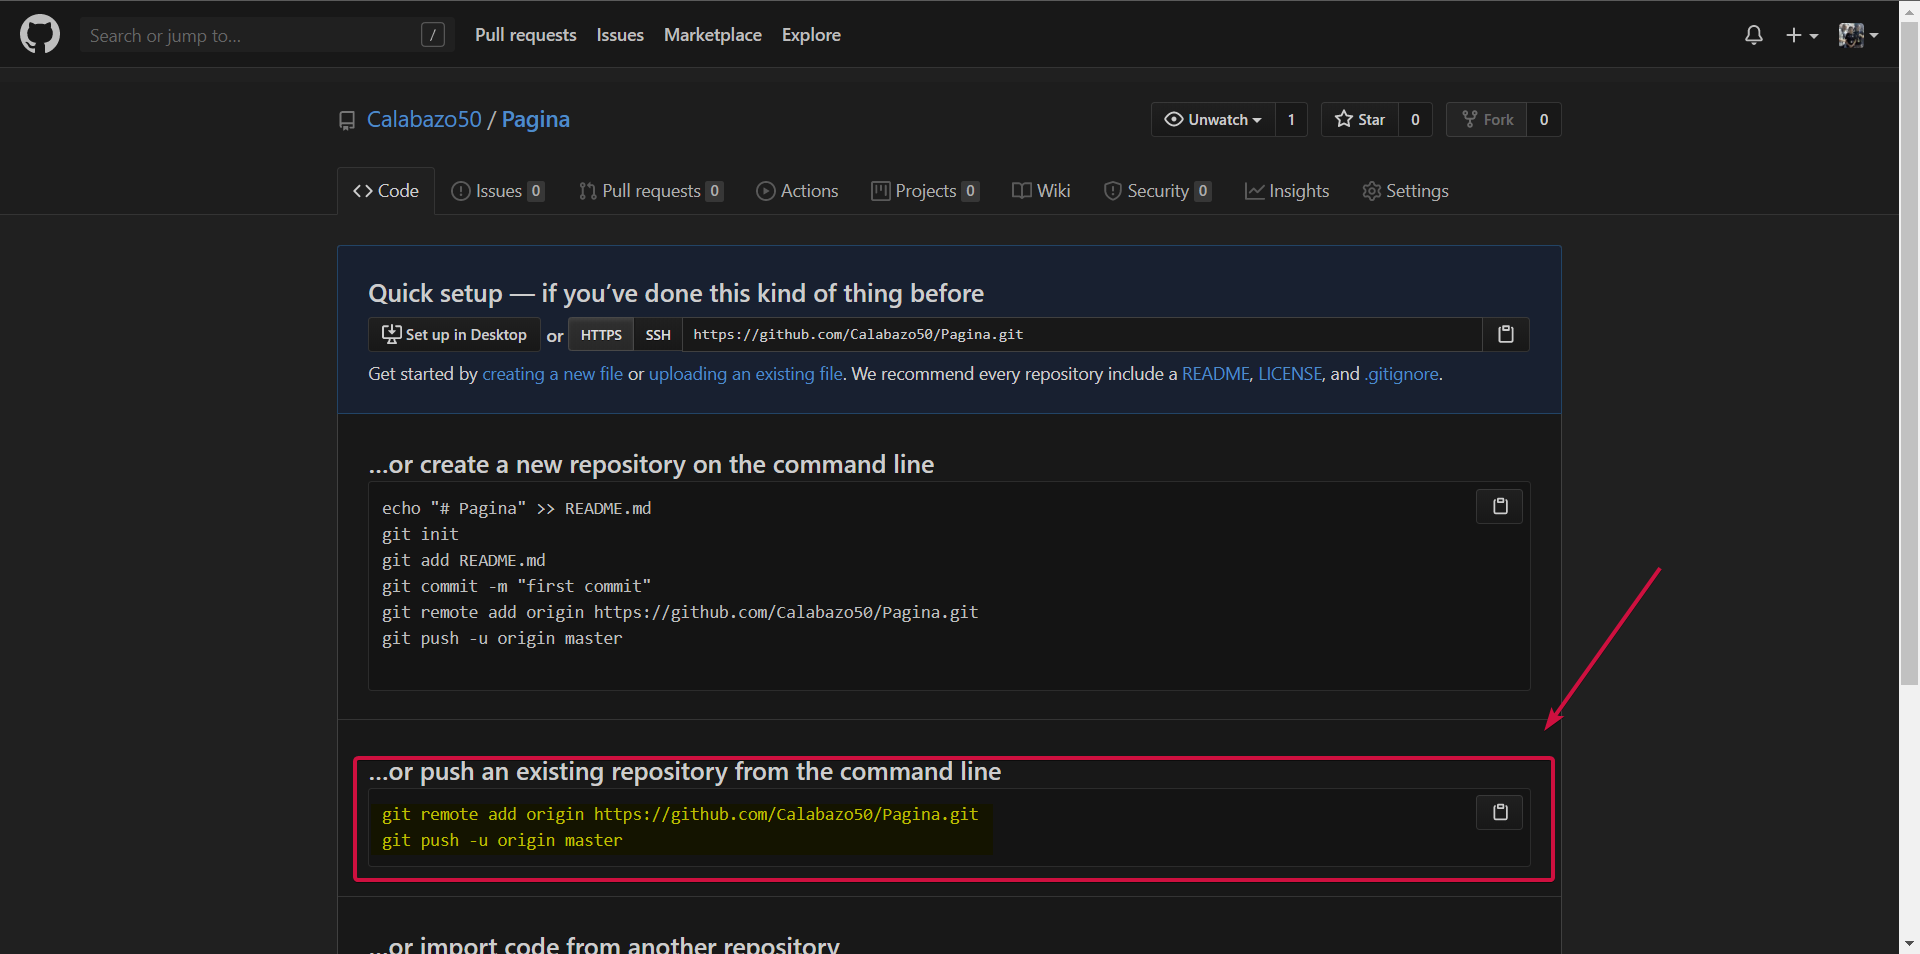 Search or jump to... /
Pull requests Issues Marketplace Explore
Calabazo50 / Pagina
Unwatch 1 Star 0 Fork 0
Code Issues 0 Pull requests 0 Actions Projects 0 Wiki Security 0 Insights Settings
Quick setup — if you’ve done this kind of thing before
Set up in Desktop or HTTPS SSH https://github.com/Calabazo50/Pagina.git
Get started by creating a new file or uploading an existing file. We recommend every repository include a README, LICENSE, and .gitignore.
…or create a new repository on the command line
echo "# Pagina" >> README.md
git init
git add README.md
git commit -m "first commit"
git remote add origin https://github.com/Calabazo50/Pagina.git
git push -u origin master
…or push an existing repository from the command line
git remote add origin https://github.com/Calabazo50/Pagina.git
git push -u origin master
…or import code from another repository